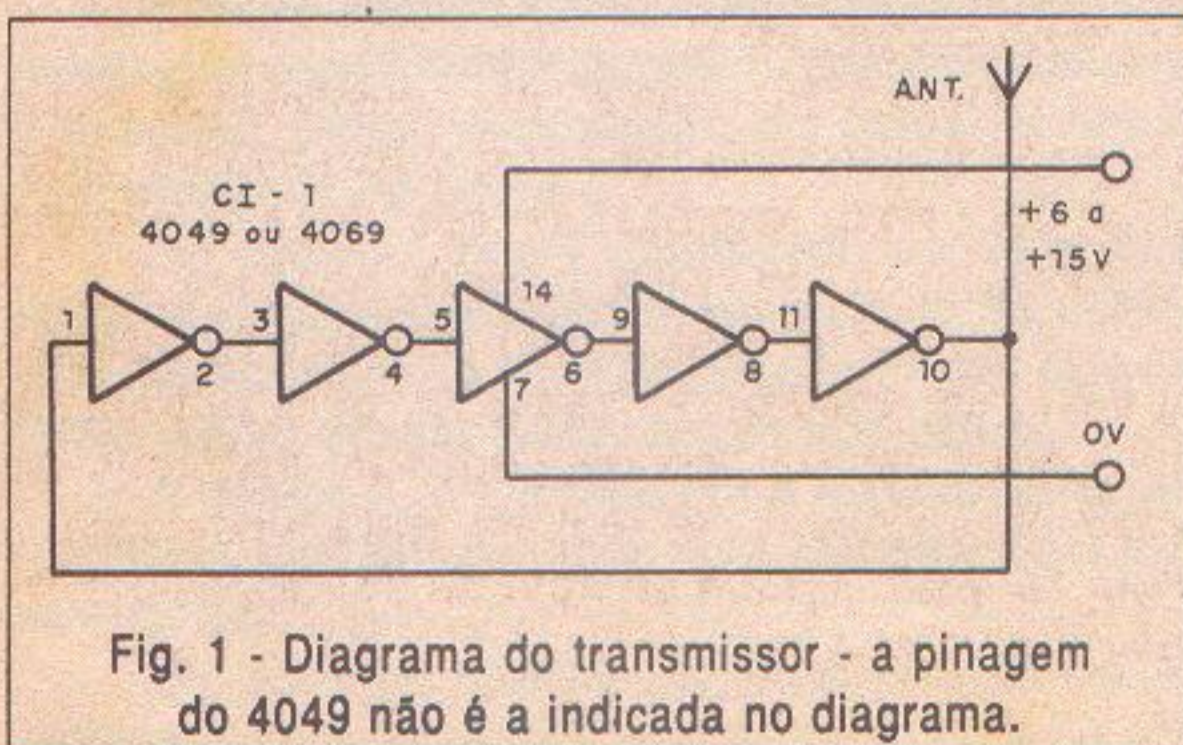 ANT.
CI - 1
4049 ou 4069
+6 a
+15V
14
1
2
3
4
5
6
7
9
8
11
10
0V
Fig. 1 - Diagrama do transmissor - a pinagem
do 4049 não é a indicada no diagrama.